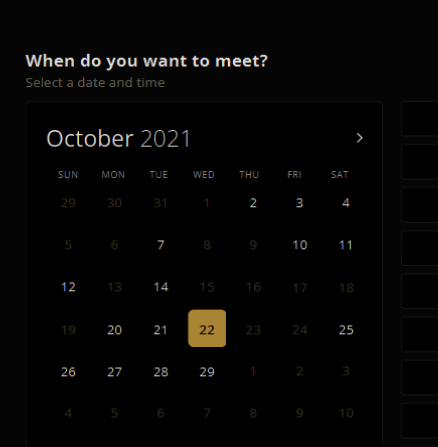 When do you want to meet?
Select a date and time
October 2021
SUN MON TUE WED THU FRI SAT
29 30 31 1 2 3 4
5 6 7 8 9 10 11
12 13 14 15 16 17 18
19 20 21 22 23 24 25
26 27 28 29 1 2 3
4 5 6 7 8 9 10